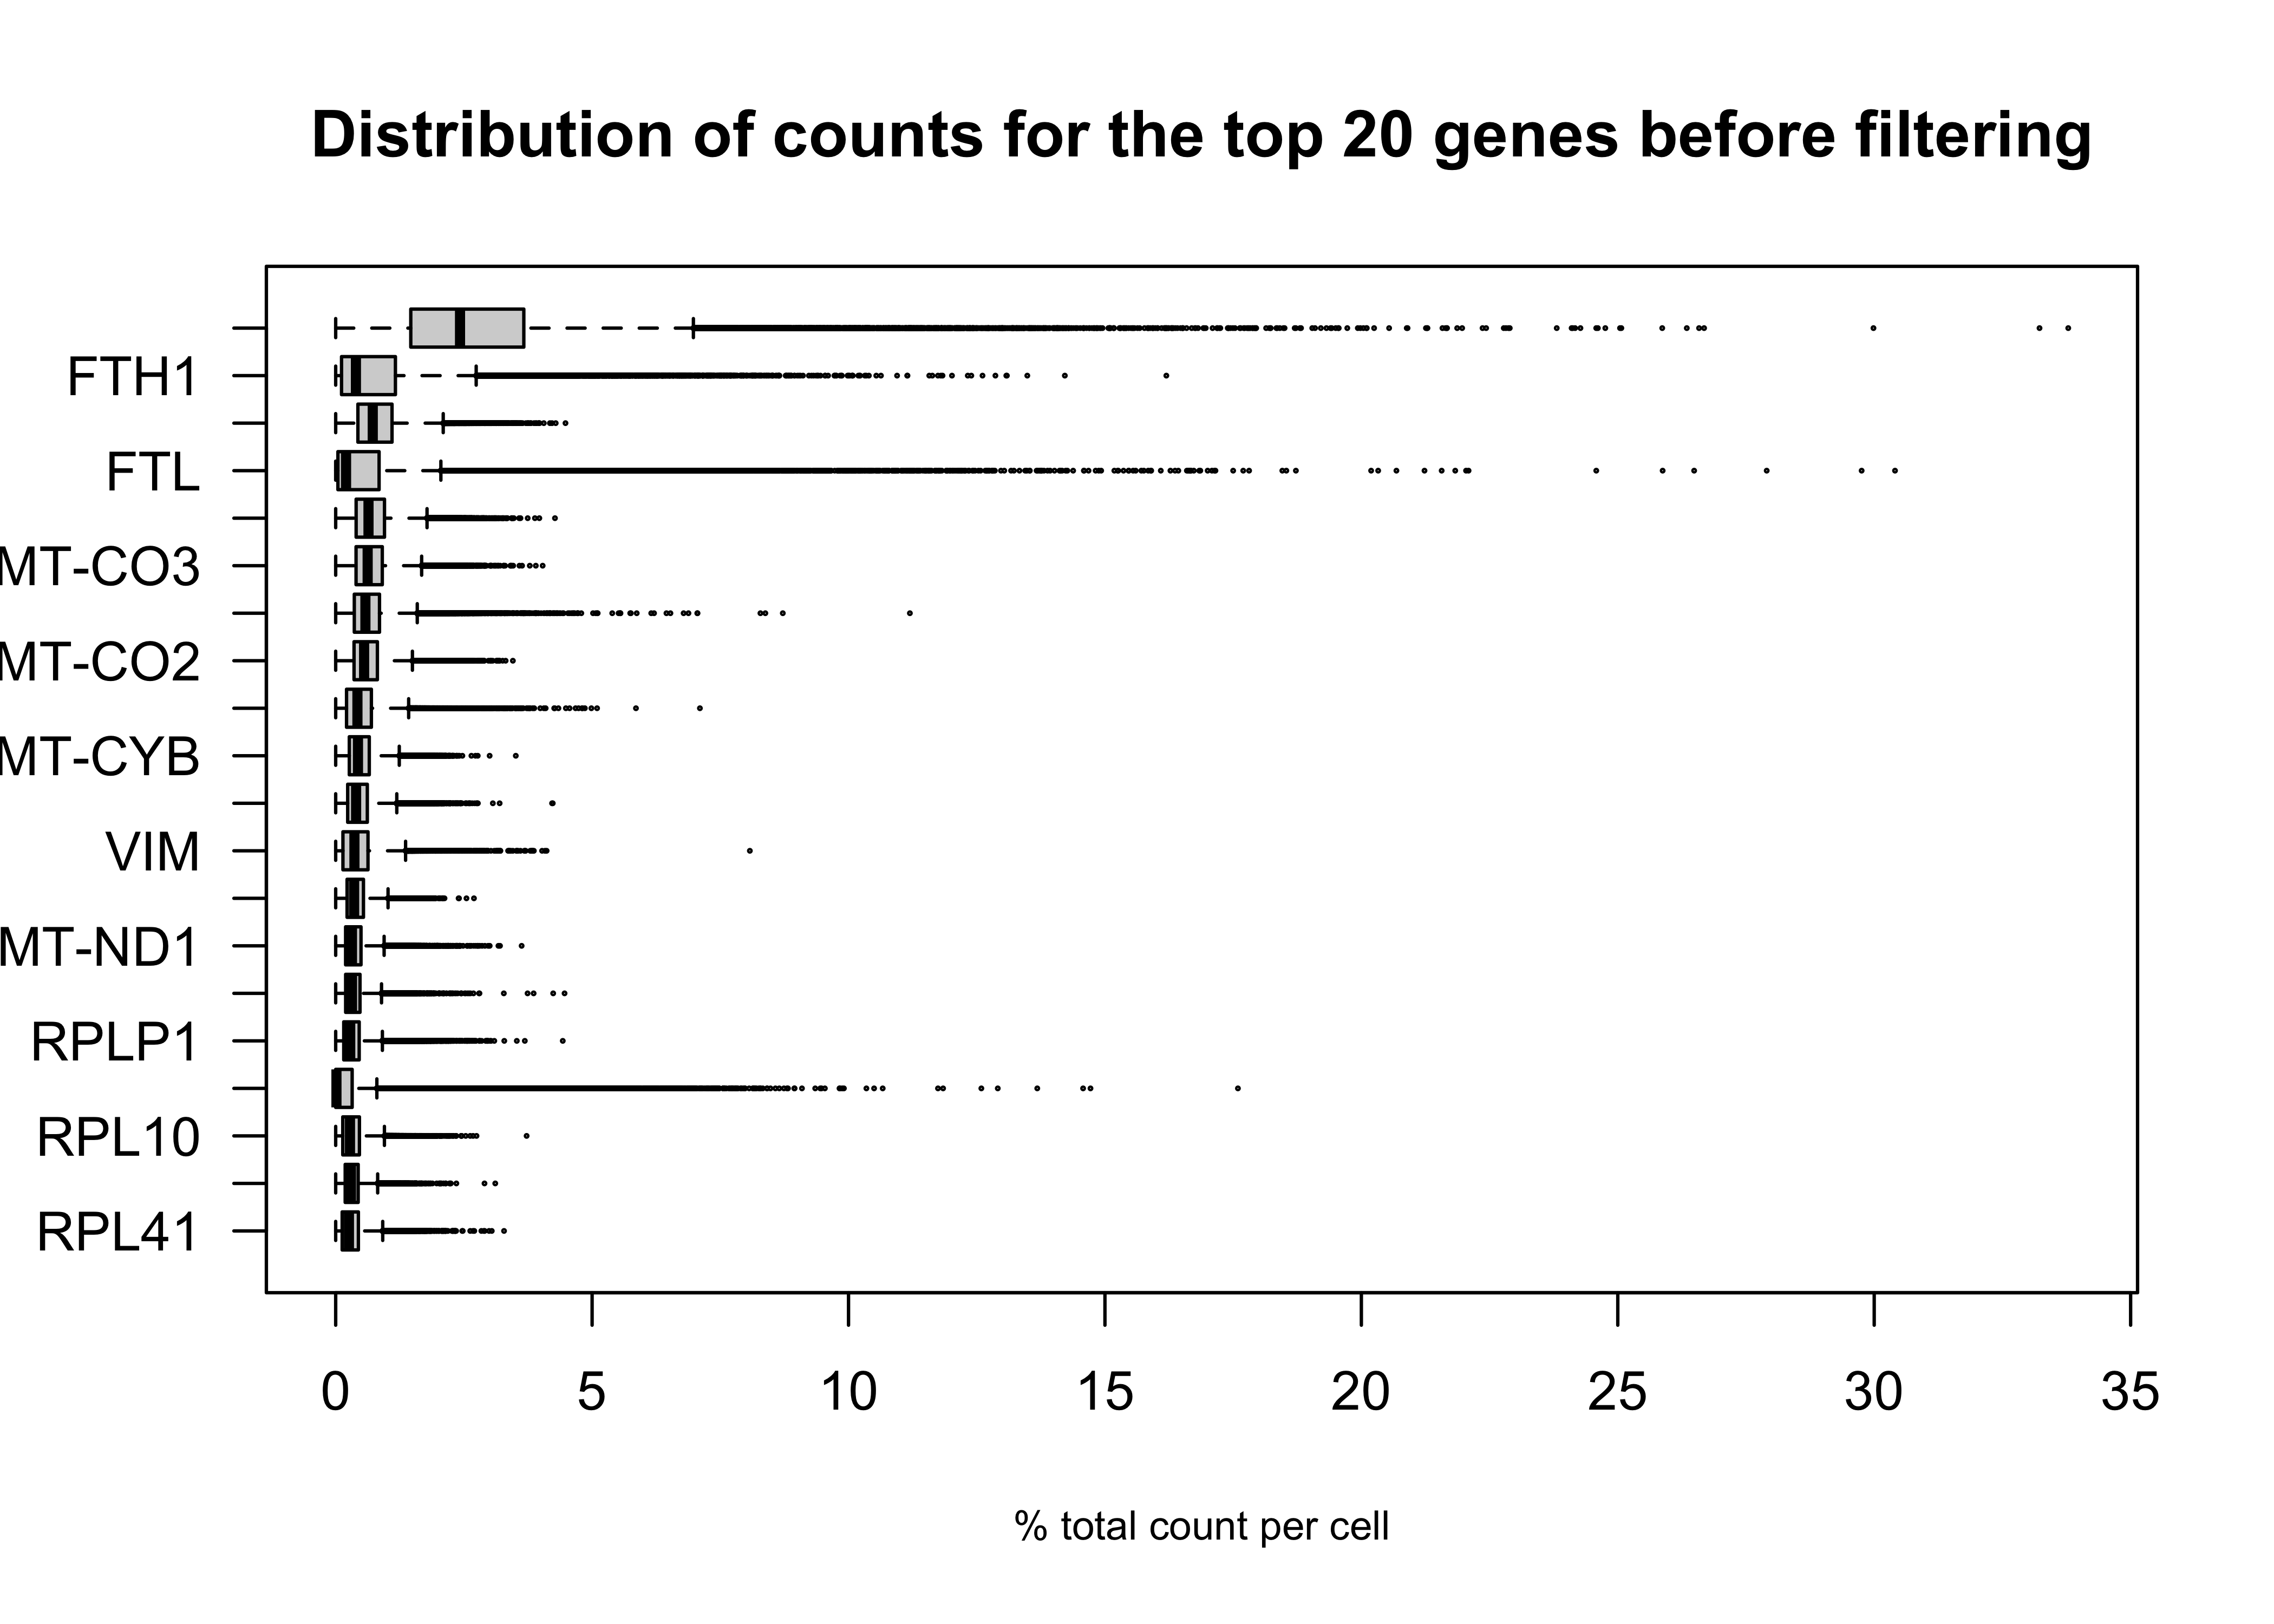 Distribution of counts for the top 20 genes before filtering
FTH1
FTL
MT-CO3
MT-CO2
MT-CYB
VIM
MT-ND1
RPLP1
RPL10
RPL41
0 5 10 15 20 25 30 35
% total count per cell